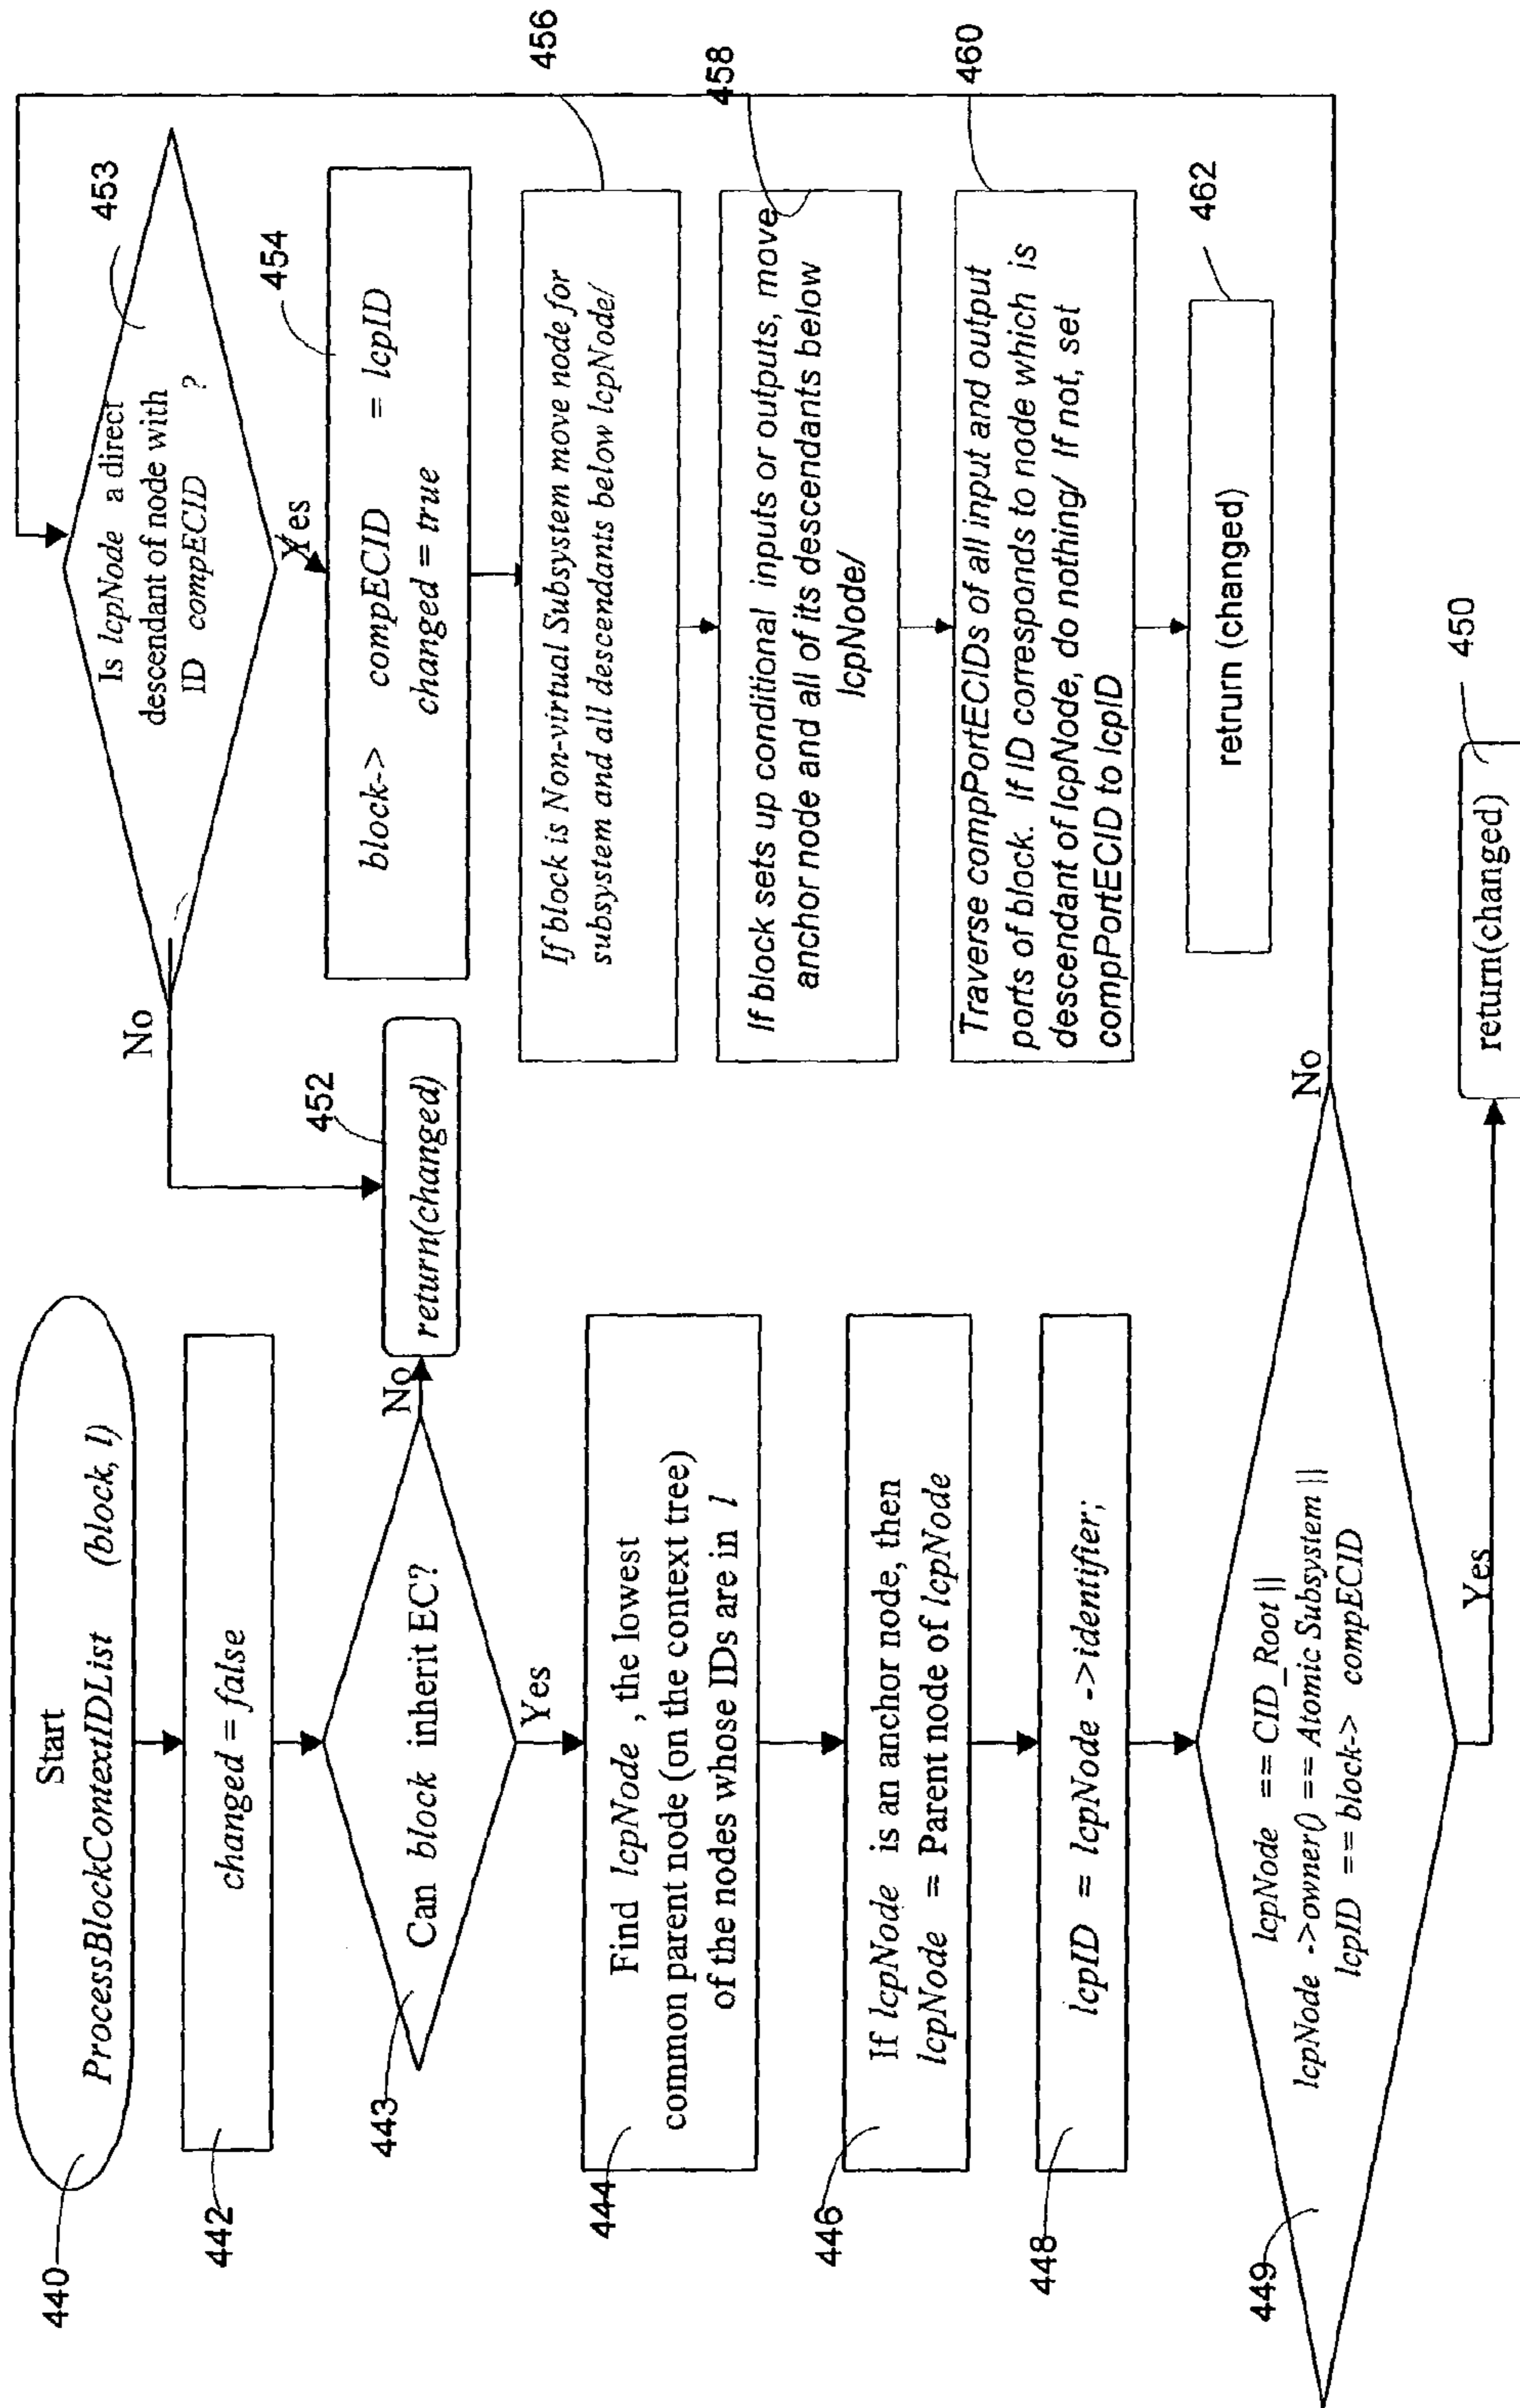 Start
ProcessBlockContextIDList (block, l)
440
changed = false
442
Can block inherit EC?
443
No
Yes
return(changed)
452
Find lcpNode , the lowest
common parent node (on the context tree)
of the nodes whose IDs are in l
444
If lcpNode is an anchor node, then
lcpNode = Parent node of lcpNode
446
lcpID = lcpNode ->identifier;
448
lcpNode == CID_Root ||
lcpNode ->owner() == Atomic Subsystem ||
lcpID == block-> compECID
449
No
Yes
return(changed)
450
Is lcpNode a direct
descendant of node with
ID compECID ?
453
No
Yes
block-> compECID = lcpID
changed = true
454
If block is Non-virtual Subsystem move node for
subsystem and all descendants below lcpNode/
456
If block sets up conditional inputs or outputs, move
anchor node and all of its descendants below
lcpNode/
458
Traverse compPortECIDs of all input and output
ports of block. If ID corresponds to node which is
descendant of lcpNode, do nothing/ If not, set
compPortECID to lcpID
460
retrun (changed)
462